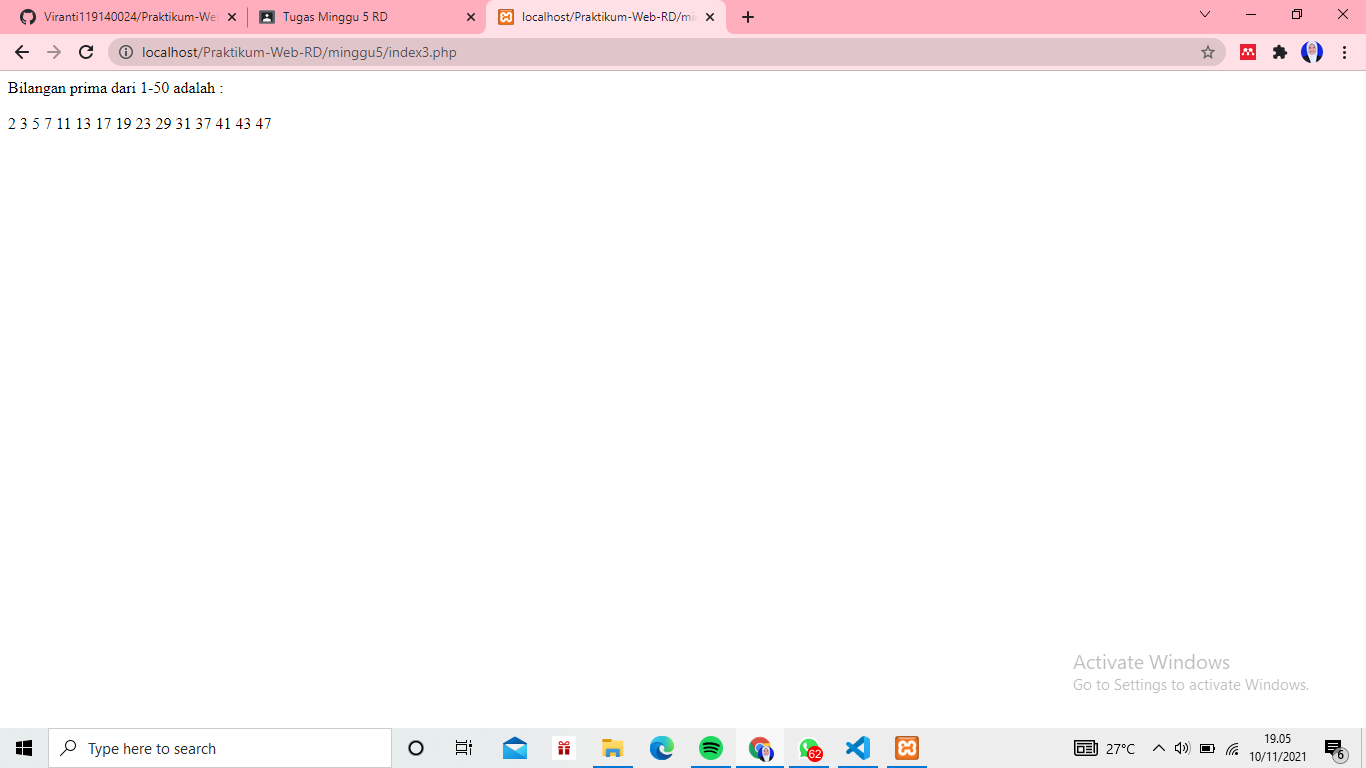 Viranti119140024/Praktikum-We
Tugas Minggu 5 RD
localhost/Praktikum-Web-RD/mi
localhost/Praktikum-Web-RD/minggu5/index3.php
Bilangan prima dari 1-50 adalah :
2 3 5 7 11 13 17 19 23 29 31 37 41 43 47
Activate Windows
Go to Settings to activate Windows.
Type here to search
62
27°C
19.05
10/11/2021
6